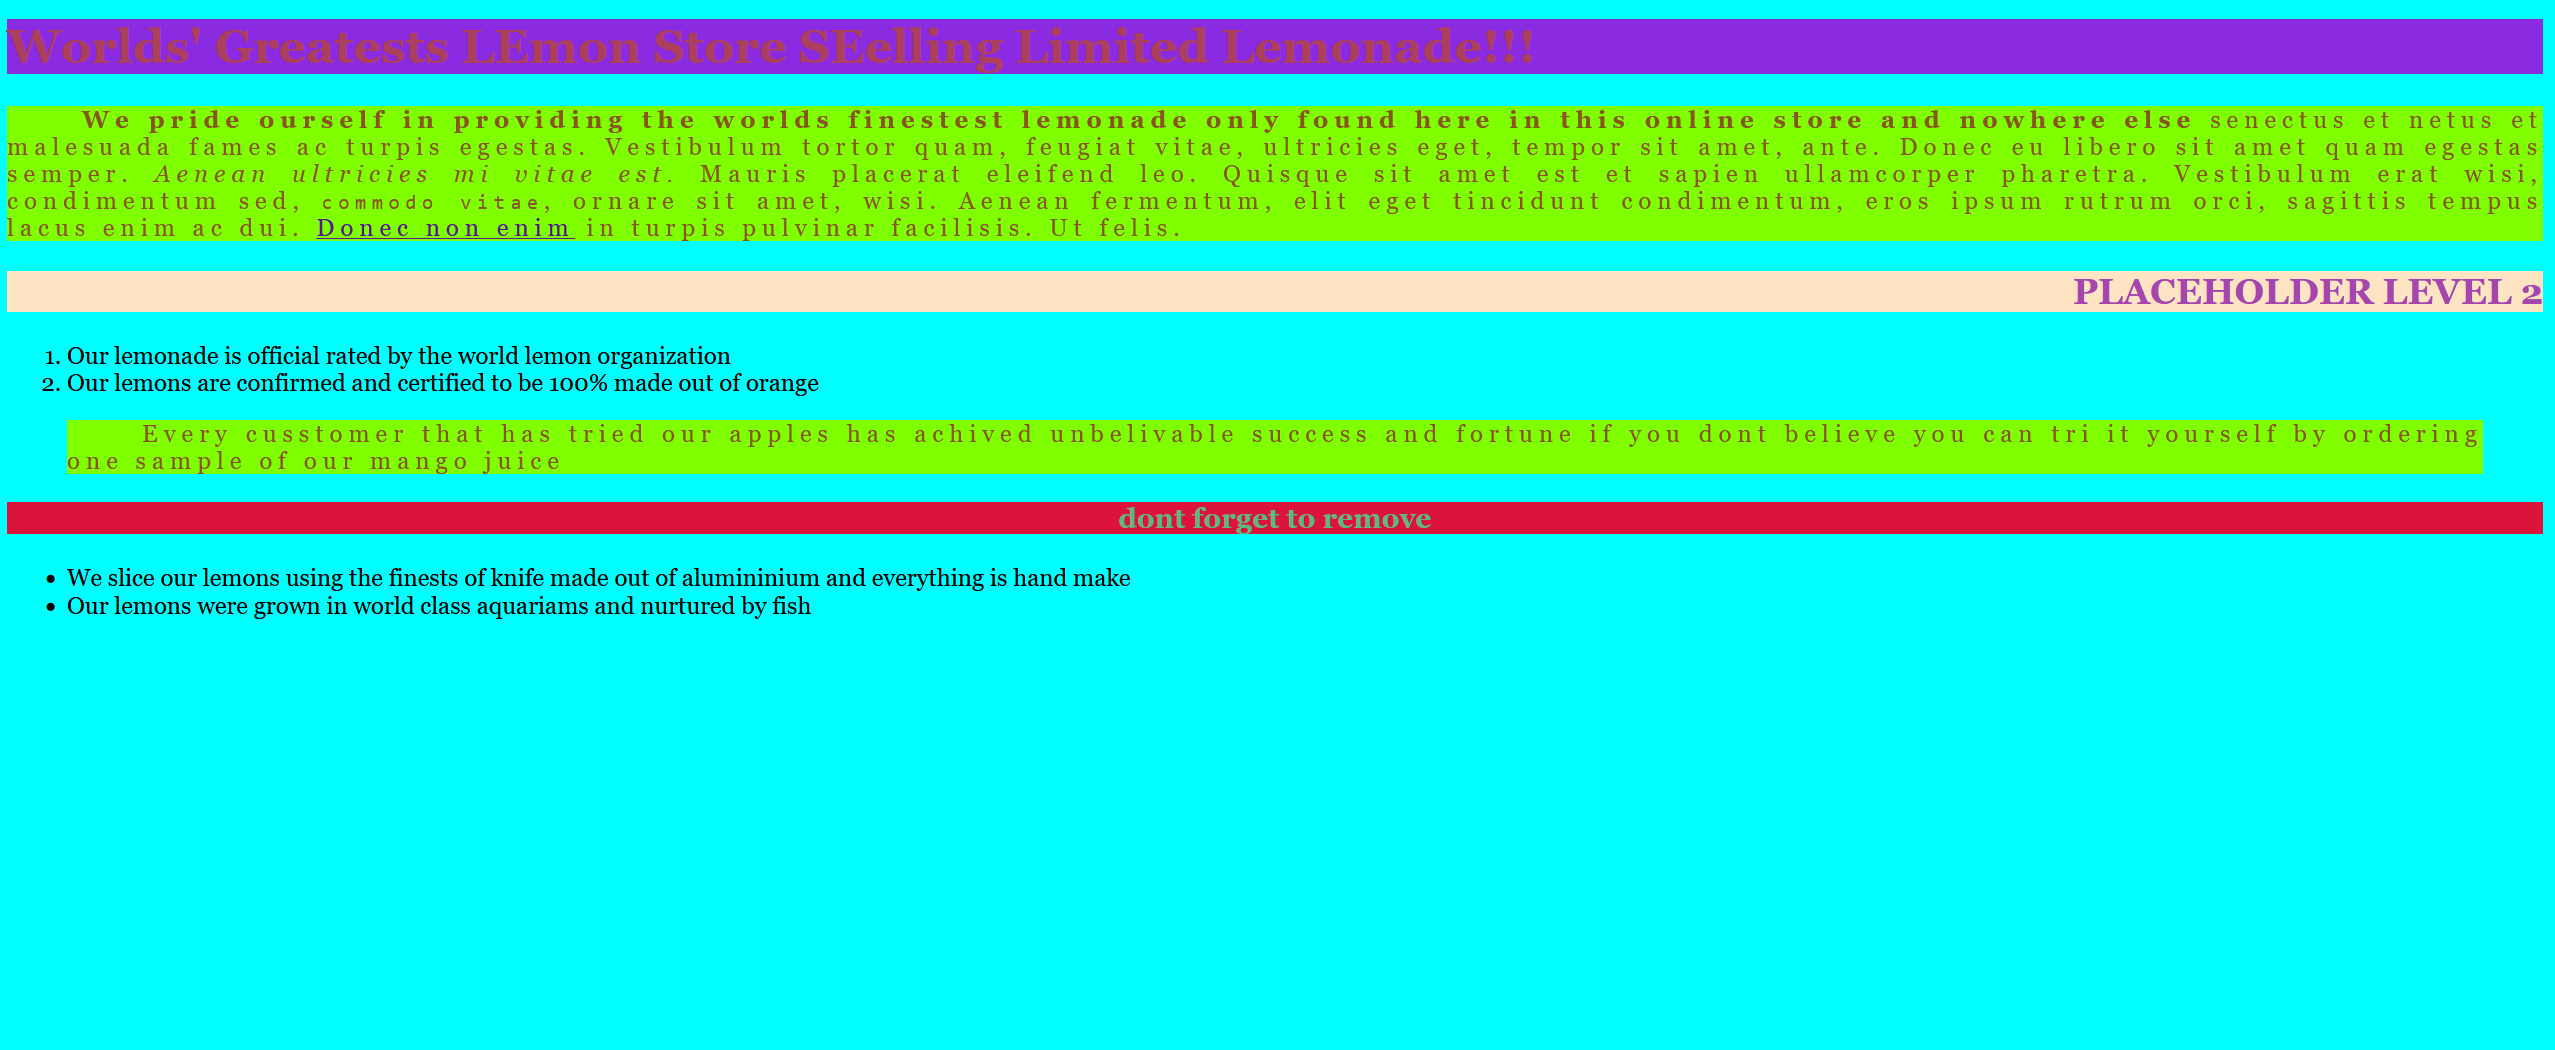 Worlds' Greatests LEmon Store SEelling Limited Lemonade!!!
We pride ourself in providing the worlds finestest lemonade only found here in this online store and nowhere else senectus et netus et
malesuada fames ac turpis egestas. Vestibulum tortor quam, feugiat vitae, ultricies eget, tempor sit amet, ante. Donec eu libero sit amet quam egestas
semper. Aenean ultricies mi vitae est. Mauris placerat eleifend leo. Quisque sit amet est et sapien ullamcorper pharetra. Vestibulum erat wisi,
condimentum sed, commodo vitae, ornare sit amet, wisi. Aenean fermentum, elit eget tincidunt condimentum, eros ipsum rutrum orci, sagittis tempus
lacus enim ac dui. Donec non enim in turpis pulvinar facilisis. Ut felis.
PLACEHOLDER LEVEL 2
1. Our lemonade is official rated by the world lemon organization
2. Our lemons are confirmed and certified to be 100% made out of orange
Every cusstomer that has tried our apples has achived unbelivable success and fortune if you dont believe you can tri it yourself by ordering
one sample of our mango juice
dont forget to remove
• We slice our lemons using the finests of knife made out of alumininium and everything is hand make
• Our lemons were grown in world class aquariams and nurtured by fish